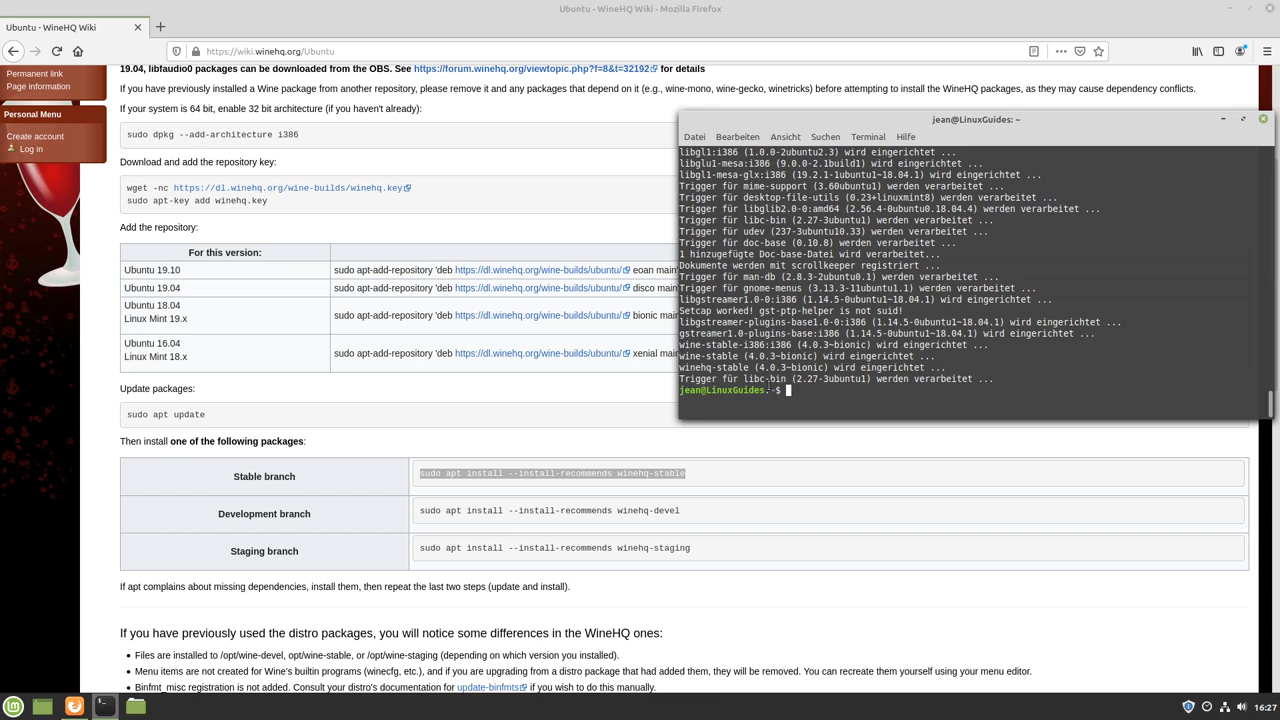 Ubuntu - WineHQ Wiki - Mozilla Firefox
Ubuntu - WineHQ Wiki
https://wiki.winehq.org/Ubuntu
Permanent link
Page information
Personal Menu
Create account
Log in
19.04, libfaudio0 packages can be downloaded from the OBS. See https://forum.winehq.org/viewtopic.php?f=8&t=32192 for details
If you have previously installed a Wine package from another repository, please remove it and any packages that depend on it (e.g., wine-mono, wine-gecko, winetricks) before attempting to install the WineHQ packages, as they may cause dependency conflicts.
If your system is 64 bit, enable 32 bit architecture (if you haven't already):
sudo dpkg --add-architecture i386
Download and add the repository key:
wget -nc https://dl.winehq.org/wine-builds/winehq.key
sudo apt-key add winehq.key
Add the repository:
For this version:
Ubuntu 19.10
sudo apt-add-repository 'deb https://dl.winehq.org/wine-builds/ubuntu/ eoan main
Ubuntu 19.04
sudo apt-add-repository 'deb https://dl.winehq.org/wine-builds/ubuntu/ disco main
Ubuntu 18.04
Linux Mint 19.x
sudo apt-add-repository 'deb https://dl.winehq.org/wine-builds/ubuntu/ bionic main
Ubuntu 16.04
Linux Mint 18.x
sudo apt-add-repository 'deb https://dl.winehq.org/wine-builds/ubuntu/ xenial main
Update packages:
sudo apt update
Then install one of the following packages:
Stable branch
sudo apt install --install-recommends winehq-stable
Development branch
sudo apt install --install-recommends winehq-devel
Staging branch
sudo apt install --install-recommends winehq-staging
If apt complains about missing dependencies, install them, then repeat the last two steps (update and install).
If you have previously used the distro packages, you will notice some differences in the WineHQ ones:
Files are installed to /opt/wine-devel, opt/wine-stable, or /opt/wine-staging (depending on which version you installed).
Menu items are not created for Wine's builtin programs (winecfg, etc.), and if you are upgrading from a distro package that had added them, they will be removed. You can recreate them yourself using your menu editor.
Binfmt_misc registration is not added. Consult your distro's documentation for update-binfmts if you wish to do this manually.
jean@LinuxGuides: ~
Datei Bearbeiten Ansicht Suchen Terminal Hilfe
libgl1:i386 (1.0.0-2ubuntu2.3) wird eingerichtet ...
libglu1-mesa:i386 (9.0.0-2.1build1) wird eingerichtet ...
libgl1-mesa-glx:i386 (19.2.1-1ubuntu1~18.04.1) wird eingerichtet ...
Trigger für mime-support (3.60ubuntu1) werden verarbeitet ...
Trigger für desktop-file-utils (0.23+linuxmint8) werden verarbeitet ...
Trigger für libglib2.0-0:amd64 (2.56.4-0ubuntu0.18.04.4) werden verarbeitet ...
Trigger für libc-bin (2.27-3ubuntu1) werden verarbeitet ...
Trigger für udev (237-3ubuntu10.33) werden verarbeitet ...
Trigger für doc-base (0.10.8) werden verarbeitet ...
1 hinzugefügte Doc-base-Datei wird verarbeitet...
Dokumente werden mit scrollkeeper registriert ...
Trigger für man-db (2.8.3-2ubuntu0.1) werden verarbeitet ...
Trigger für gnome-menus (3.13.3-11ubuntu1.1) werden verarbeitet ...
libgstreamer1.0-0:i386 (1.14.5-0ubuntu1~18.04.1) wird eingerichtet ...
Setcap worked! gst-ptp-helper is not suid!
libgstreamer-plugins-base1.0-0:i386 (1.14.5-0ubuntu1~18.04.1) wird eingerichtet ...
gstreamer1.0-plugins-base:i386 (1.14.5-0ubuntu1~18.04.1) wird eingerichtet ...
wine-stable-i386:i386 (4.0.3~bionic) wird eingerichtet ...
wine-stable (4.0.3~bionic) wird eingerichtet ...
winehq-stable (4.0.3~bionic) wird eingerichtet ...
Trigger für libc-bin (2.27-3ubuntu1) werden verarbeitet ...
jean@LinuxGuides:~$
16:27